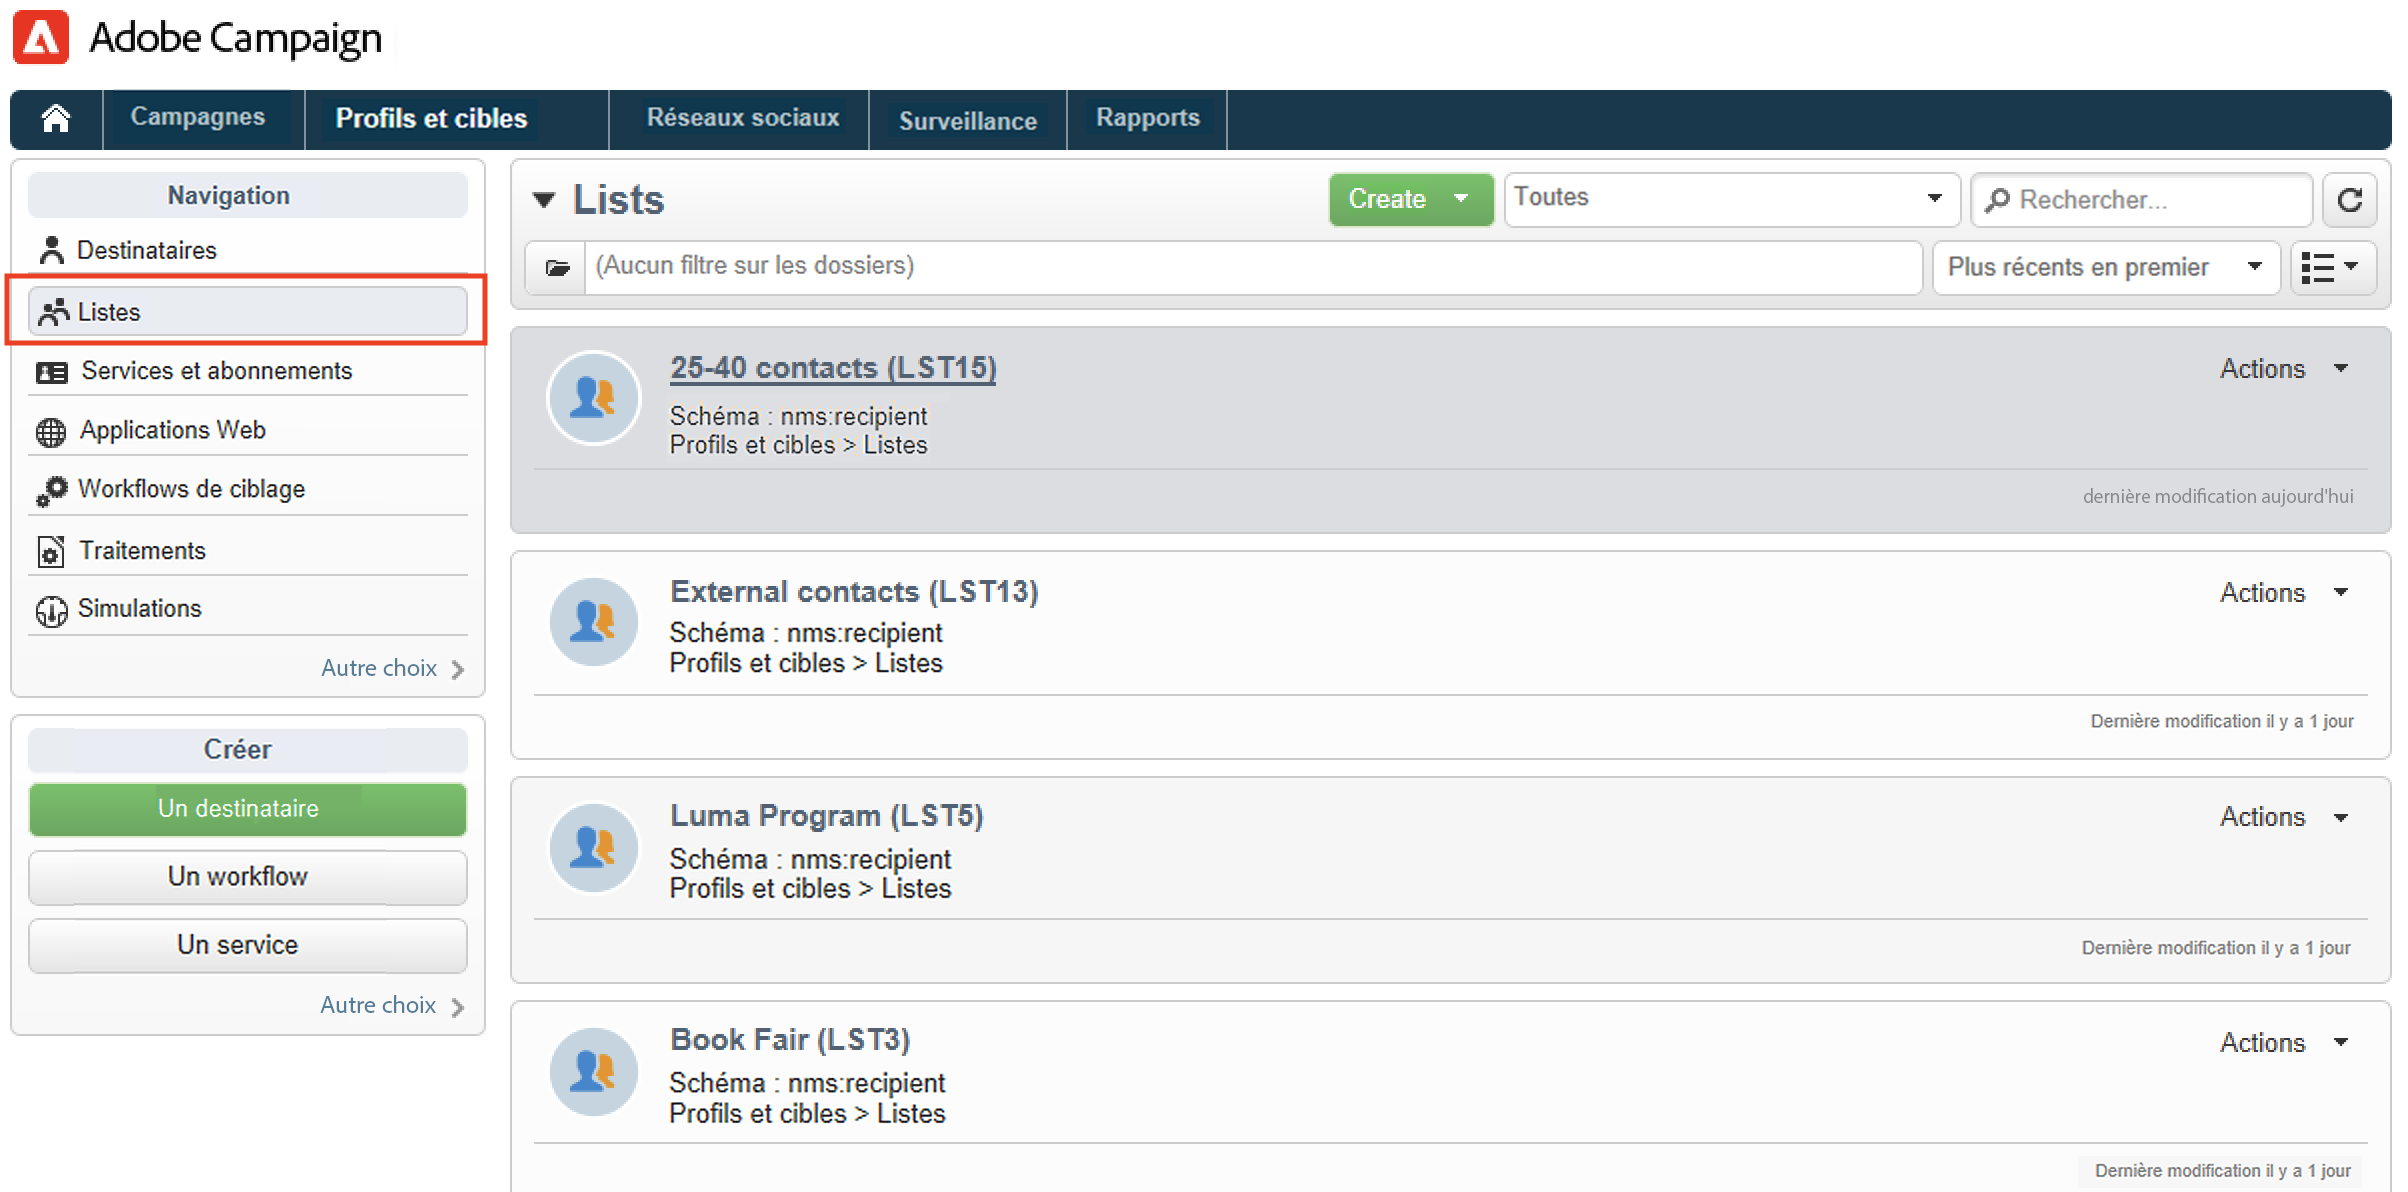 Adobe Campaign
Campagnes
Profils et cibles
Réseaux sociaux
Surveillance
Rapports
Navigation
Destinataires
Listes
Services et abonnements
Applications Web
Workflows de ciblage
Traitements
Simulations
Autre choix
Créer
Un destinataire
Un workflow
Un service
Autre choix
Lists
Create
Toutes
Rechercher...
(Aucun filtre sur les dossiers)
Plus récents en premier
25-40 contacts (LST15)
Actions
Schéma : nms:recipient
Profils et cibles > Listes
dernière modification aujourd'hui
External contacts (LST13)
Actions
Schéma : nms:recipient
Profils et cibles > Listes
Dernière modification il y a 1 jour
Luma Program (LST5)
Actions
Schéma : nms:recipient
Profils et cibles > Listes
Dernière modification il y a 1 jour
Book Fair (LST3)
Actions
Schéma : nms:recipient
Profils et cibles > Listes
Dernière modification il y a 1 jour